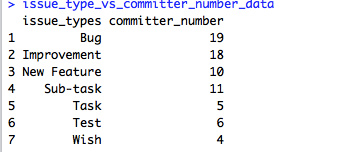 > issue_type_vs_committer_number_data
issue_types committer_number
1 Bug 19
2 Improvement 18
3 New Feature 10
4 Sub-task 11
5 Task 5
6 Test 6
7 Wish 4